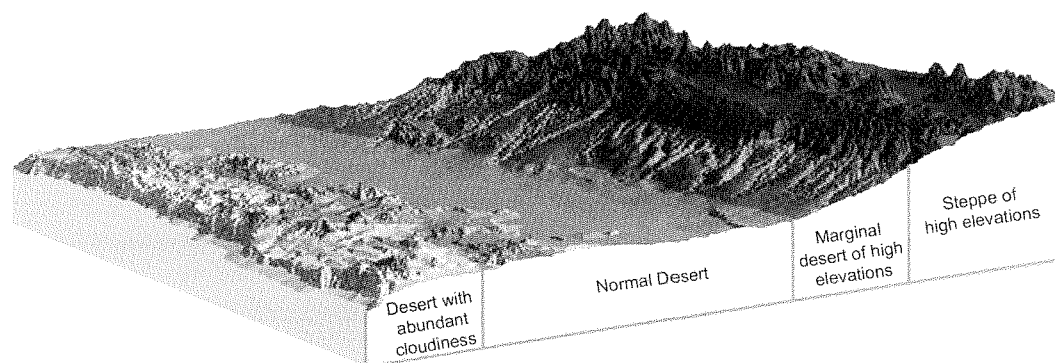 Desert with
abundant
cloudiness
Normal Desert
Marginal
desert of high
elevations
Steppe of
high elevations